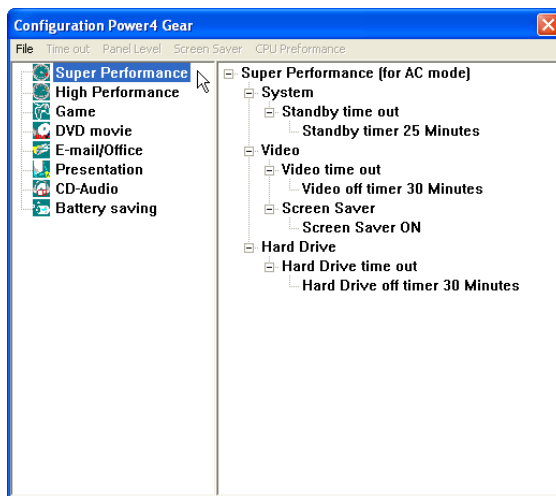 Configuration Power4 Gear
File Time out Panel Level Screen Saver CPU Preformance
Super Performance
High Performance
Game
DVD movie
E-mail/Office
Presentation
CD-Audio
Battery saving
Super Performance (for AC mode)
System
Standby time out
Standby timer 25 Minutes
Video
Video time out
Video off timer 30 Minutes
Screen Saver
Screen Saver ON
Hard Drive
Hard Drive time out
Hard Drive off timer 30 Minutes